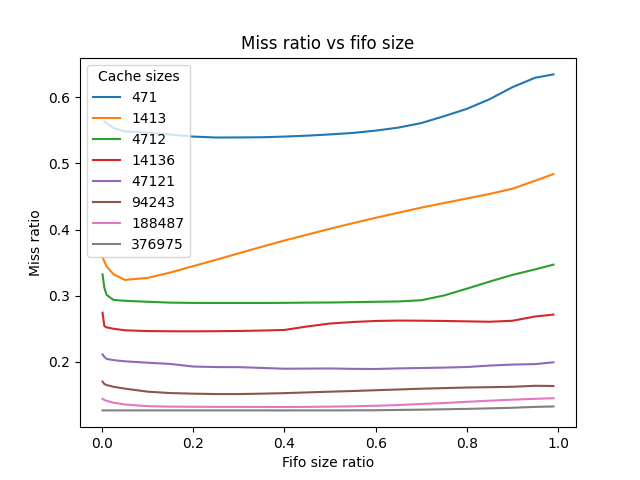 Miss ratio vs fifo size
Cache sizes
471
1413
4712
14136
47121
94243
188487
376975
Miss ratio
0.6
0.5
0.4
0.3
0.2
0.0 0.2 0.4 0.6 0.8 1.0
Fifo size ratio